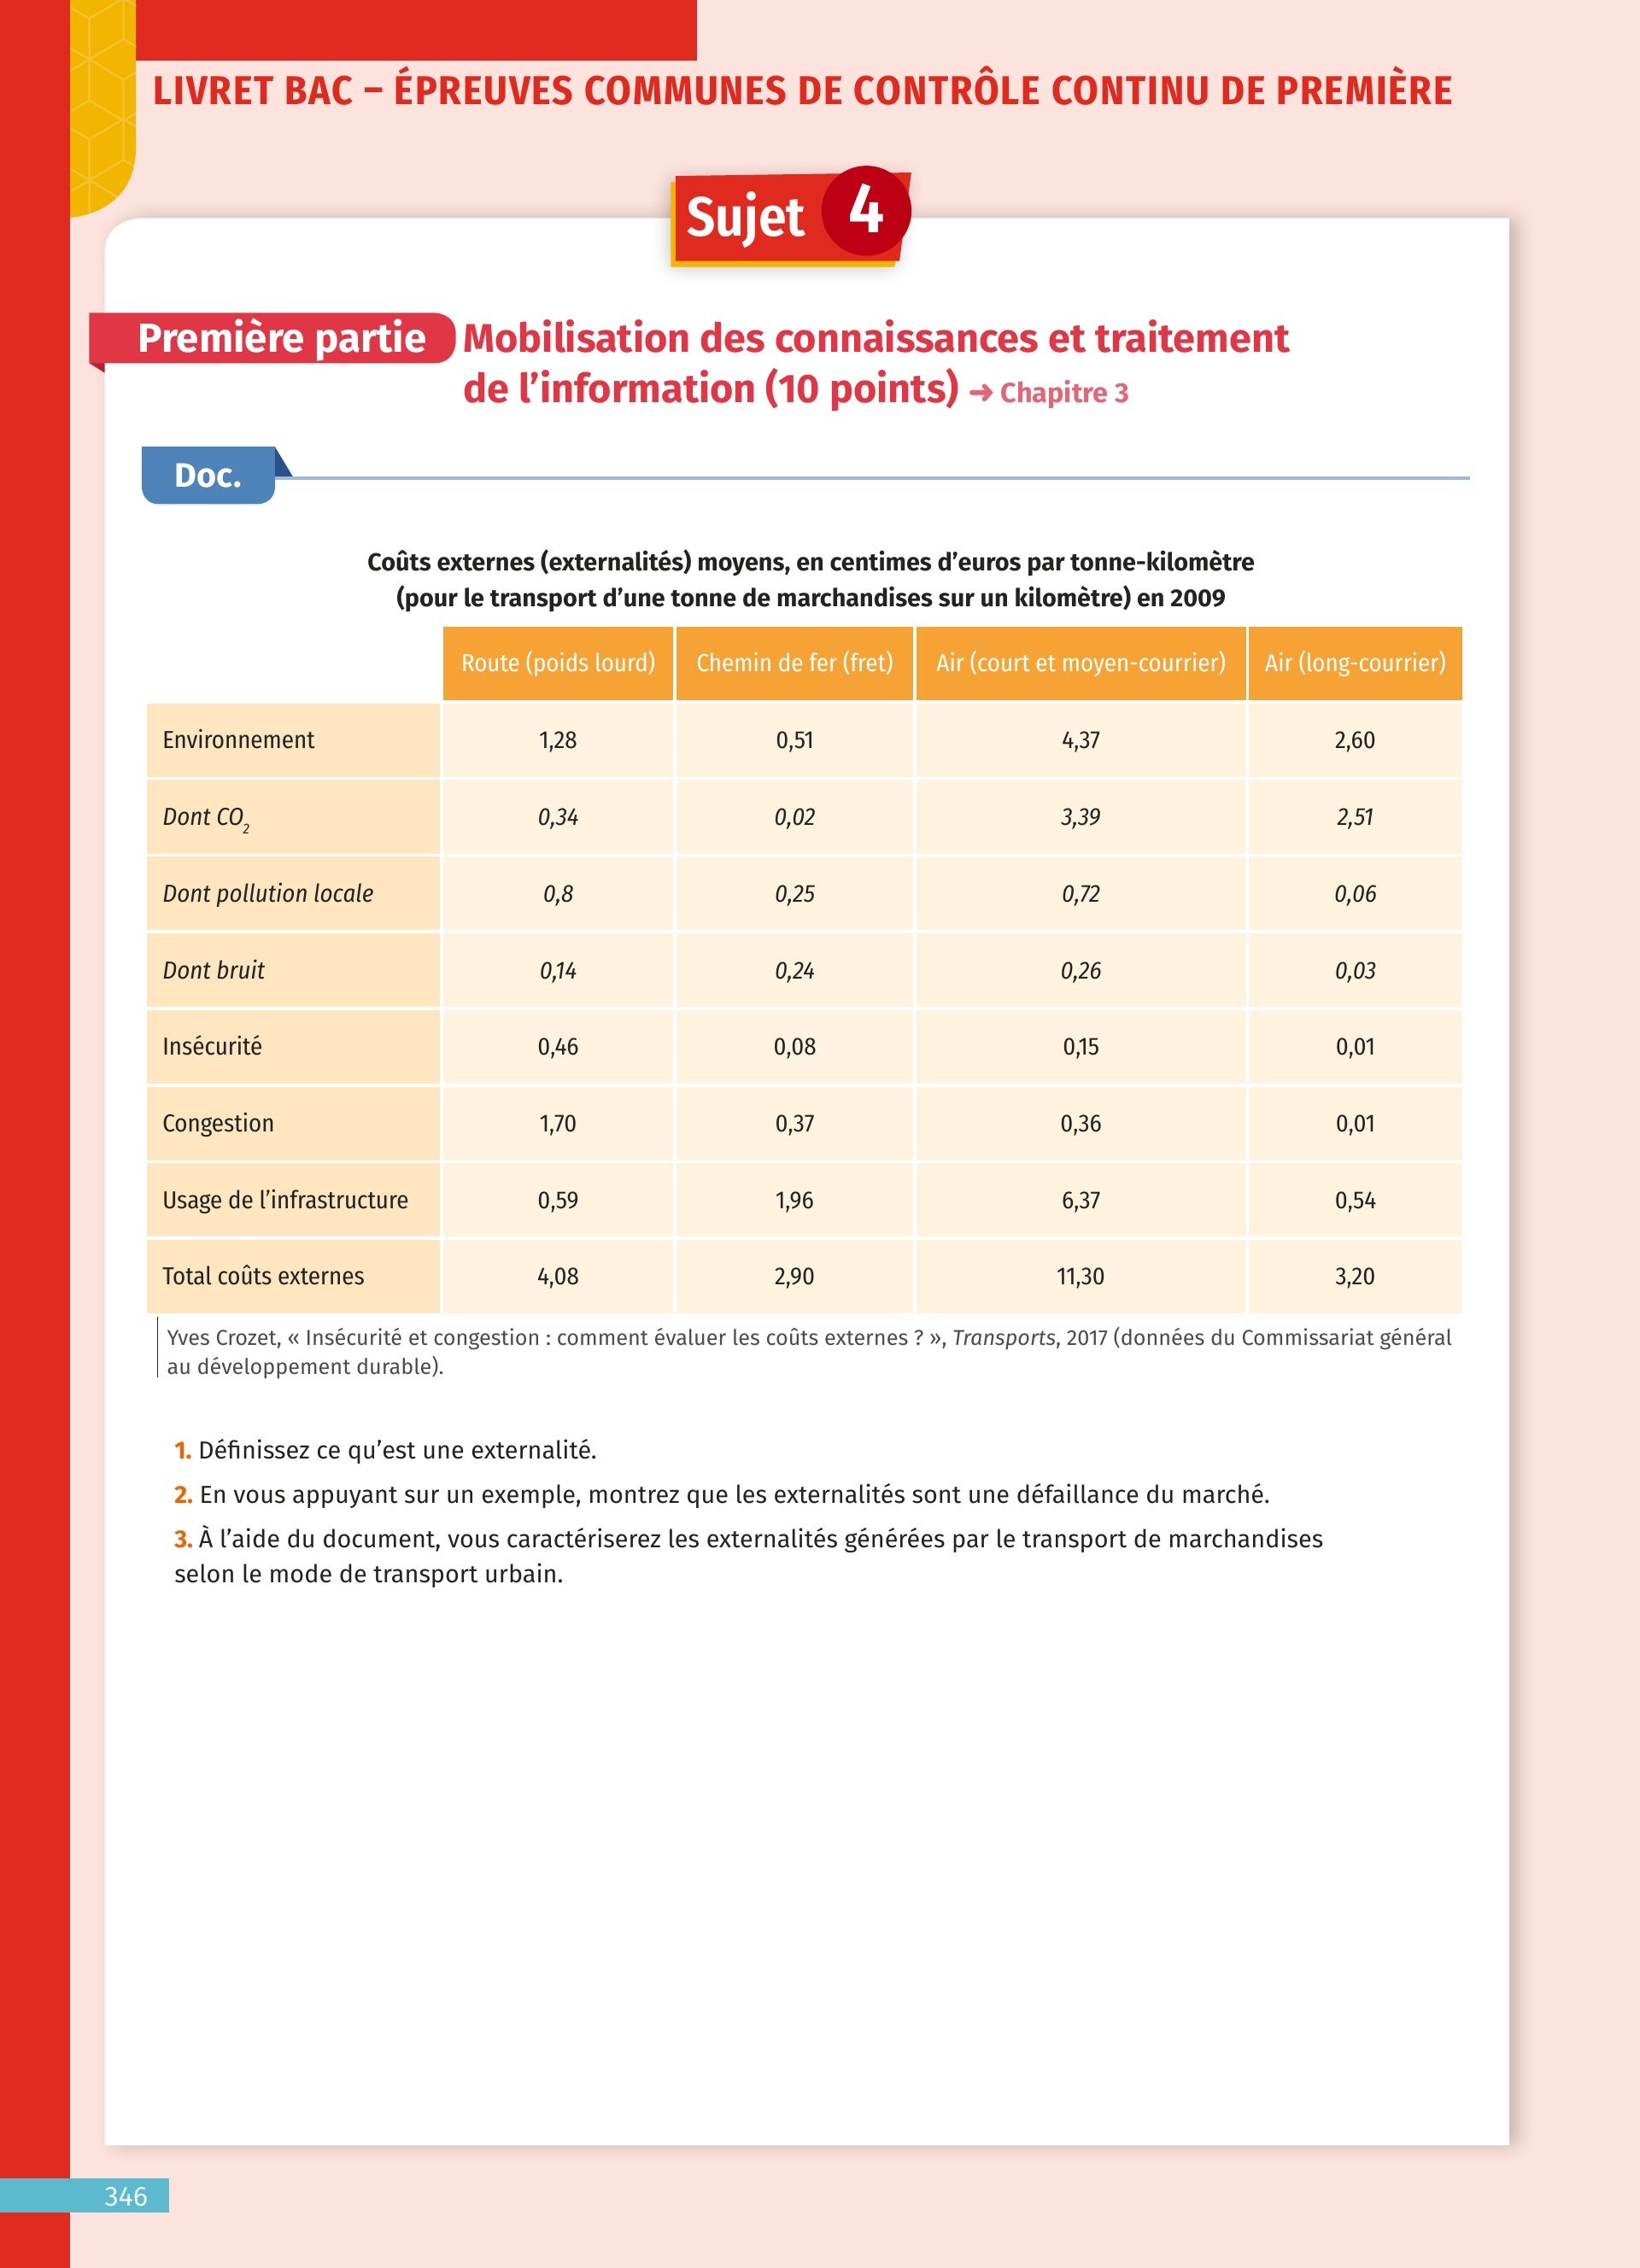 LIVRET BAC – ÉPREUVES COMMUNES DE CONTRÔLE CONTINU DE PREMIÈRE
Sujet 4
Première partie Mobilisation des connaissances et traitement
de l’information (10 points) ➜ Chapitre 3
Doc.
Coûts externes (externalités) moyens, en centimes d’euros par tonne-kilomètre
(pour le transport d’une tonne de marchandises sur un kilomètre) en 2009
Route (poids lourd) Chemin de fer (fret) Air (court et moyen-courrier) Air (long-courrier)
Environnement 1,28 0,51 4,37 2,60
Dont CO₂ 0,34 0,02 3,39 2,51
Dont pollution locale 0,8 0,25 0,72 0,06
Dont bruit 0,14 0,24 0,26 0,03
Insécurité 0,46 0,08 0,15 0,01
Congestion 1,70 0,37 0,36 0,01
Usage de l’infrastructure 0,59 1,96 6,37 0,54
Total coûts externes 4,08 2,90 11,30 3,20
Yves Crozet, « Insécurité et congestion : comment évaluer les coûts externes ? », Transports, 2017 (données du Commissariat général
au développement durable).
1. Définissez ce qu’est une externalité.
2. En vous appuyant sur un exemple, montrez que les externalités sont une défaillance du marché.
3. À l’aide du document, vous caractériserez les externalités générées par le transport de marchandises
selon le mode de transport urbain.
346